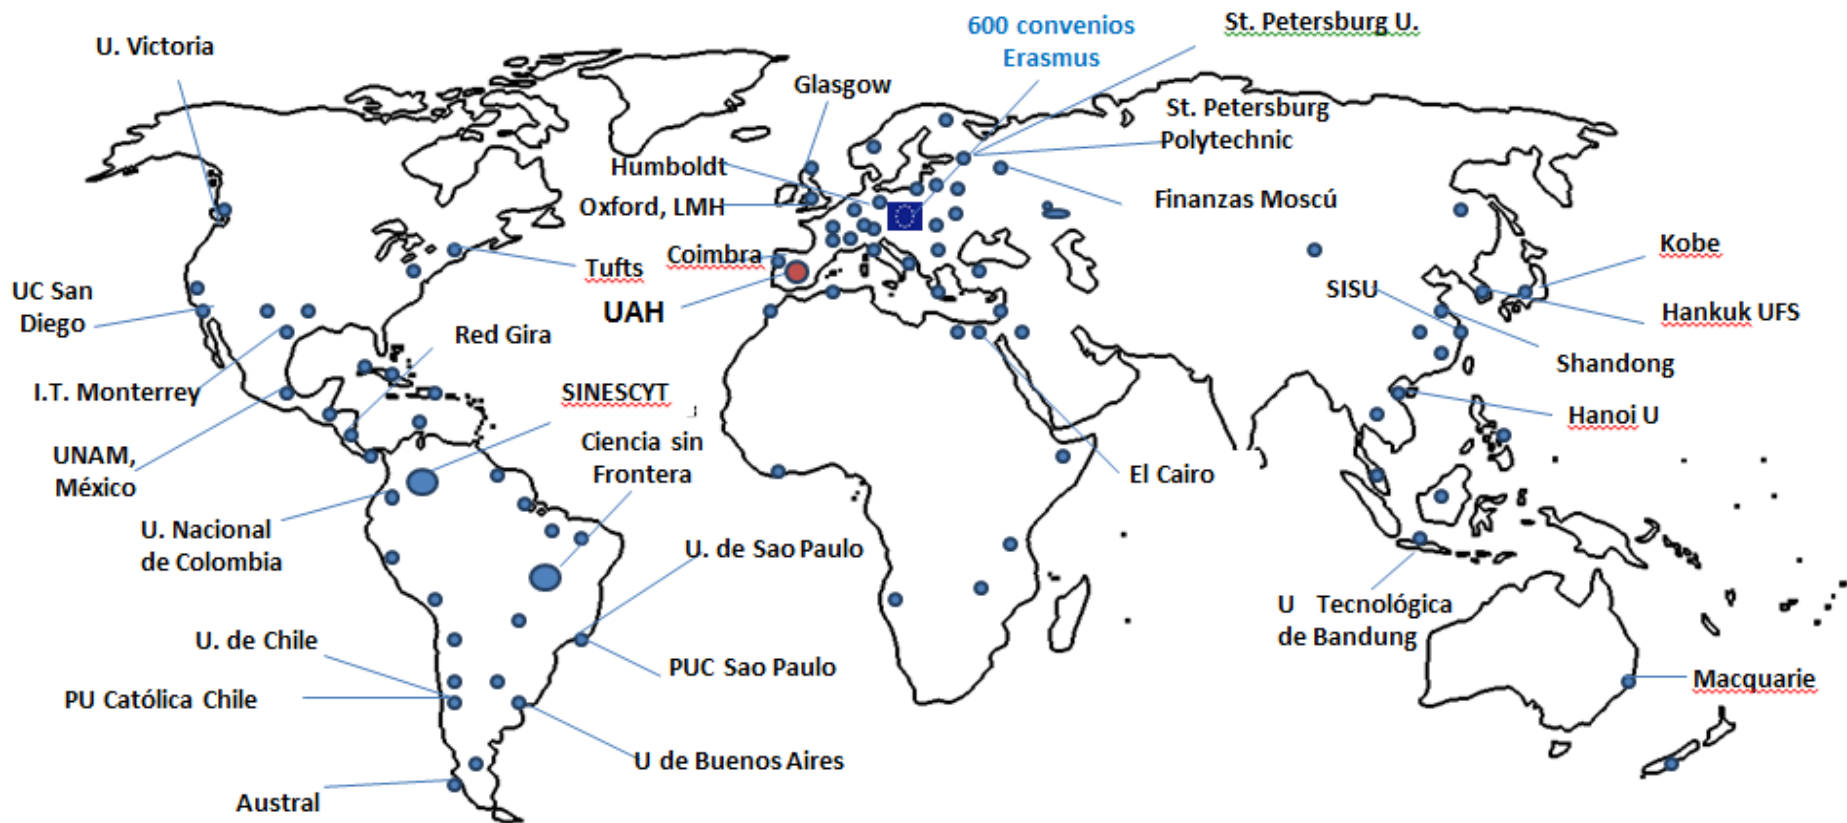 600 convenios
Erasmus
St. Petersburg U.
U. Victoria
Glasgow
St. Petersburg
Polytechnic
Humboldt
Oxford, LMH
Finanzas Moscú
Coimbra
Tufts
UAH
Kobe
UC San
Diego
SISU
Hankuk UFS
Red Gira
Shandong
I.T. Monterrey
SINESCYT
Hanoi U
Ciencia sin
Frontera
UNAM,
México
El Cairo
U. Nacional
de Colombia
U. de Sao Paulo
U Tecnológica
de Bandung
U. de Chile
PUC Sao Paulo
Macquarie
PU Católica Chile
U de Buenos Aires
Austral